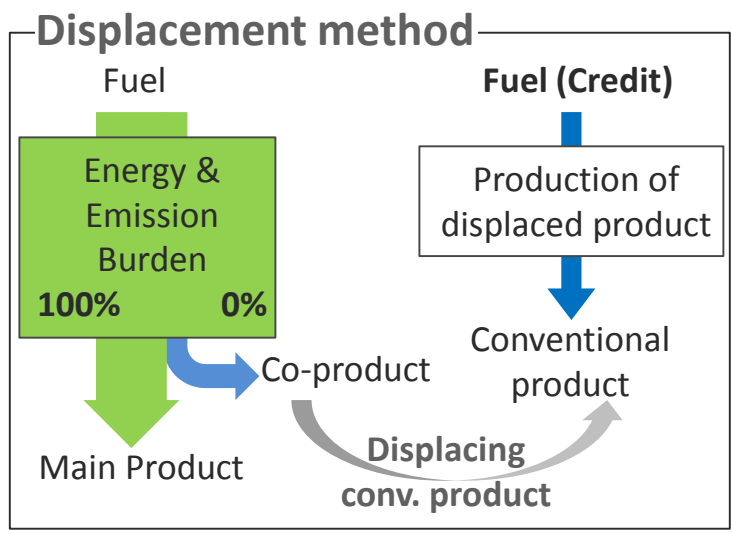 Displacement method
Fuel
Energy &
Emission
Burden
100% 0%
Main Product
Co-product
Fuel (Credit)
Production of
displaced product
Conventional
product
Displacing
conv. product